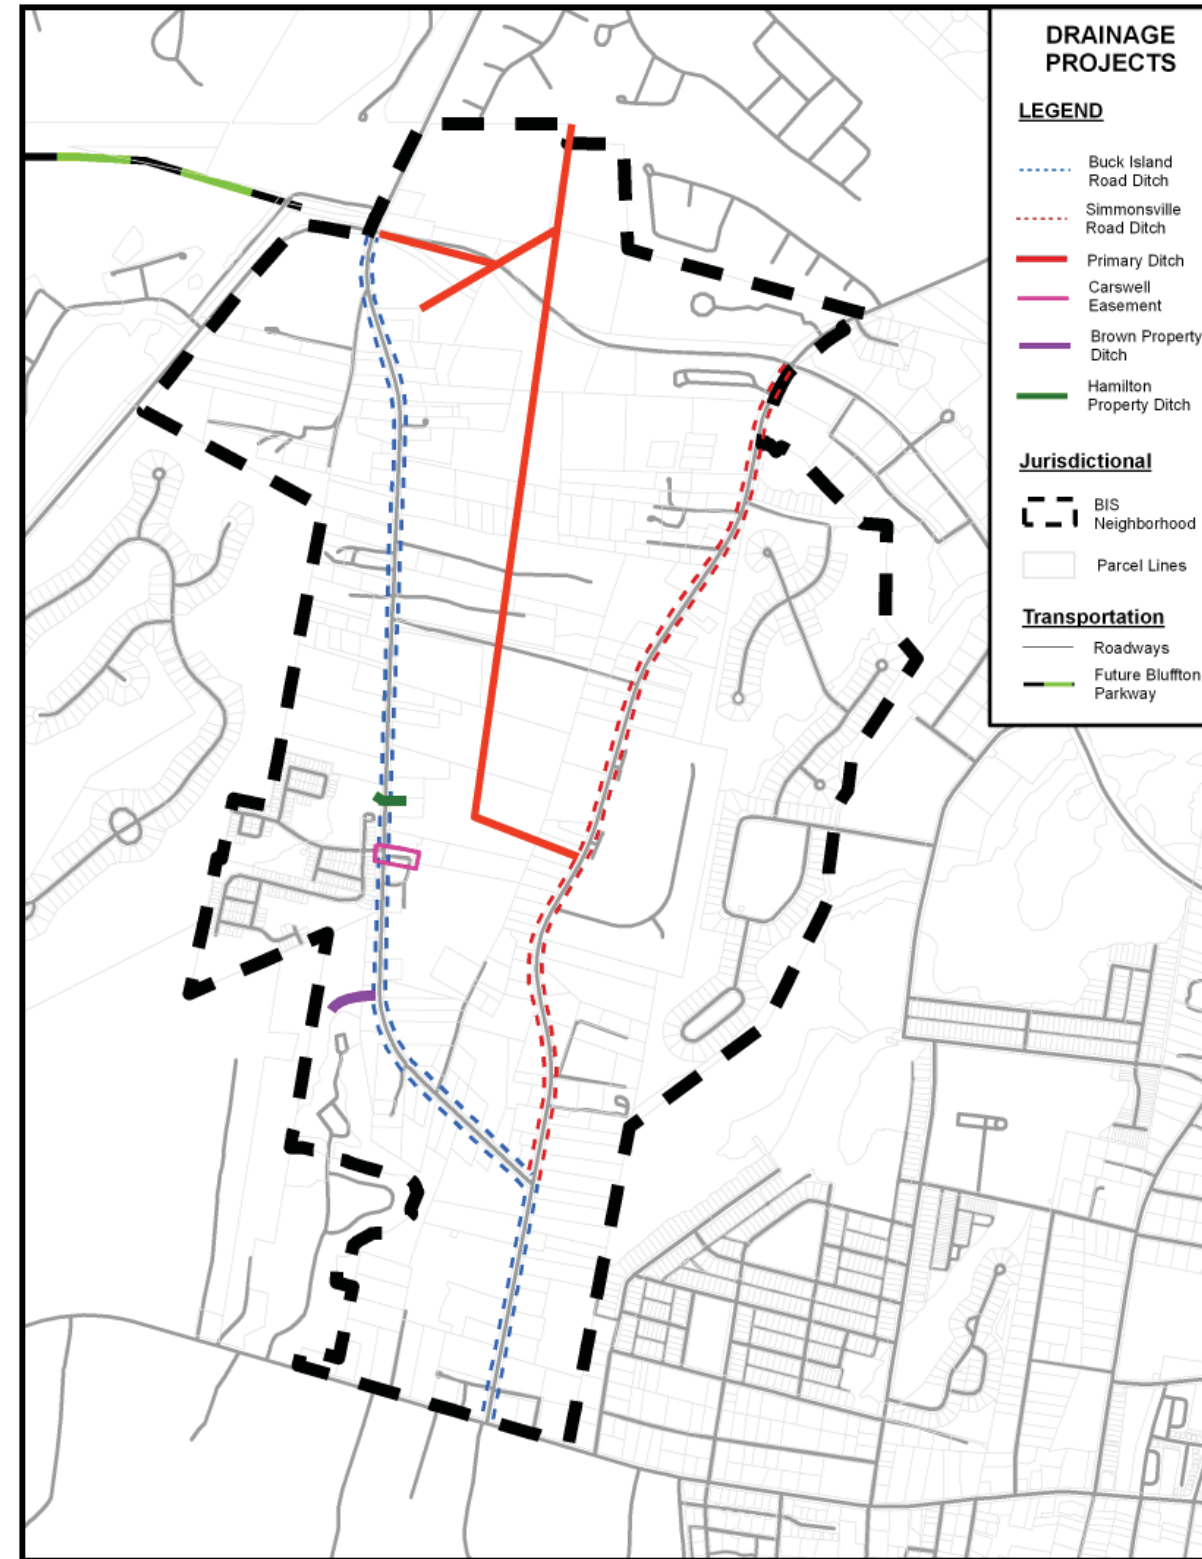 DRAINAGE
PROJECTS
LEGEND
Buck Island
Road Ditch
Simmonsville
Road Ditch
Primary Ditch
Carswell
Easement
Brown Property
Ditch
Hamilton
Property Ditch
Jurisdictional
BIS
Neighborhood
Parcel Lines
Transportation
Roadways
Future Bluffton
Parkway